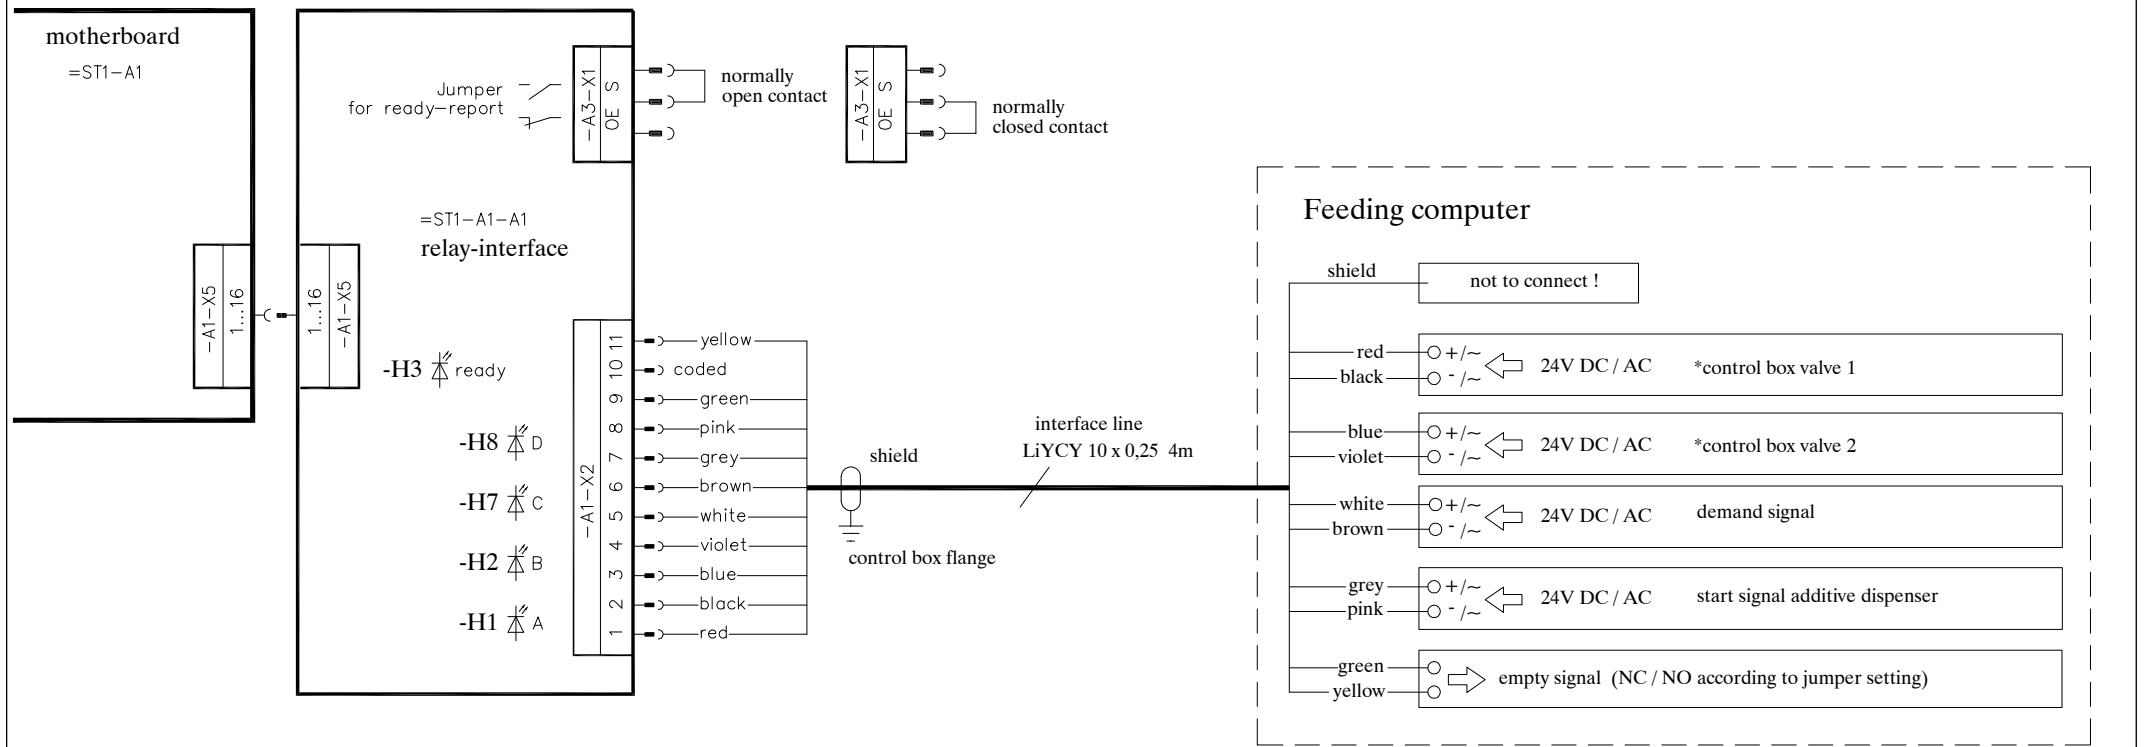 motherboard
=ST1-A1
Jumper
for ready-report
-A3-X1
OE S
normally
open contact
-A3-X1
OE S
normally
closed contact
=ST1-A1-A1
relay-interface
-A1-X5
1...16
1...16
-A1-X5
-H3 ready
-H8 D
-H7 C
-H2 B
-H1 A
-A1-X2
11 yellow
10 coded
9 green
8 pink
7 grey
6 brown
5 white
4 violet
3 blue
2 black
1 red
shield
control box flange
interface line
LiYCY 10 x 0,25 4m
Feeding computer
shield not to connect !
red +/~
black - /~
24V DC / AC *control box valve 1
blue +/~
violet - /~
24V DC / AC *control box valve 2
white +/~
brown - /~
24V DC / AC demand signal
grey +/~
pink - /~
24V DC / AC start signal additive dispenser
green
yellow
empty signal (NC / NO according to jumper setting)